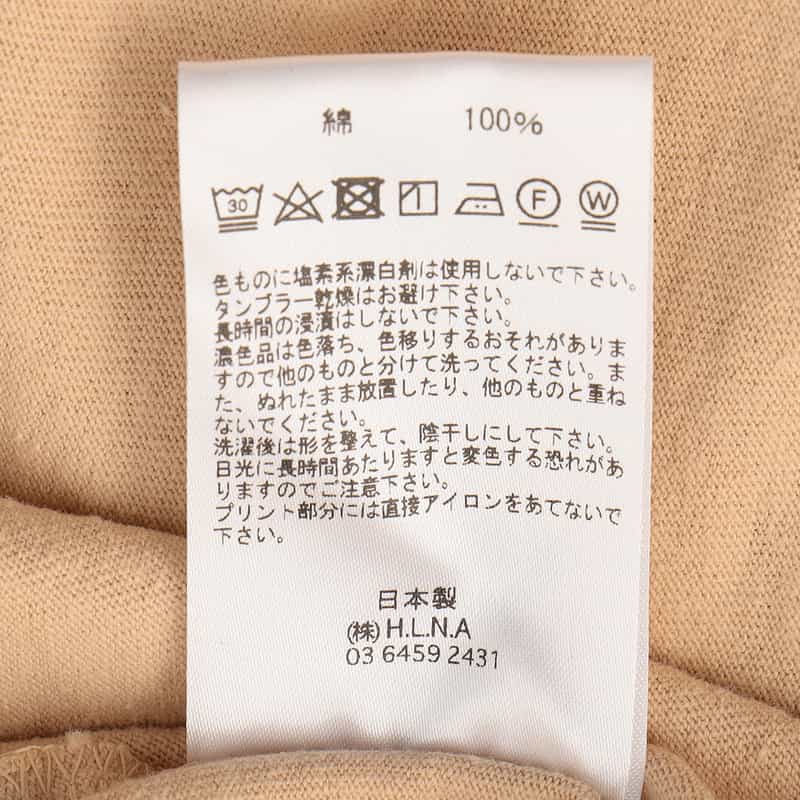 綿 100%
30 F W
色ものに塩素系漂白剤は使用しないで下さい。
タンブラー乾燥はお避け下さい。
長時間の浸漬はしないで下さい。
濃色品は色落ち、色移りするおそれがありま
すので他のものと分けて洗ってください。ま
た、ぬれたまま放置したり、他のものと重ね
ないでください。
洗濯後は形を整えて、陰干しにして下さい。
日光に長時間あたりますと変色する恐れがあ
りますのでご注意下さい。
プリント部分には直接アイロンをあてないで
下さい。
日本製
(株) H.L.N.A
03 6459 2431